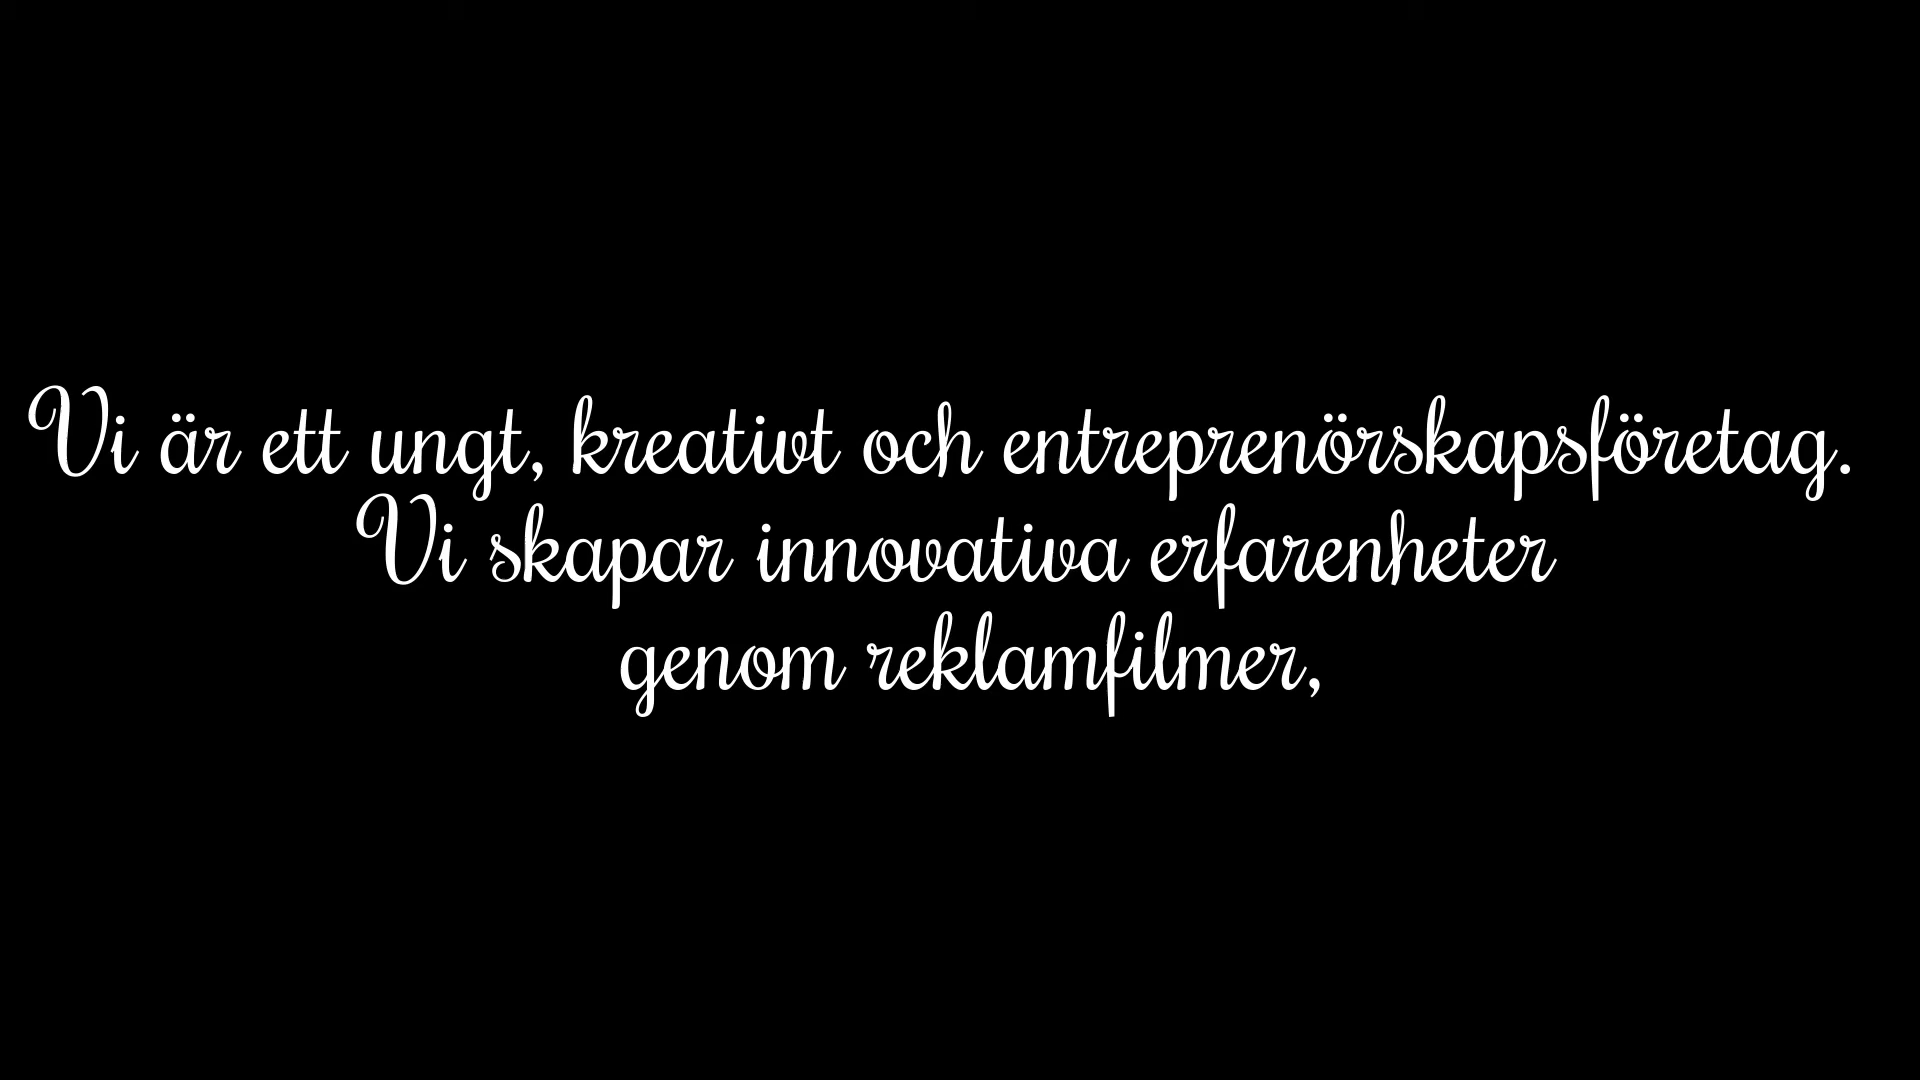 Vi är ett ungt, kreativt och entreprenörskapsföretag.
Vi skapar innovativa erfarenheter
genom reklamfilmer,